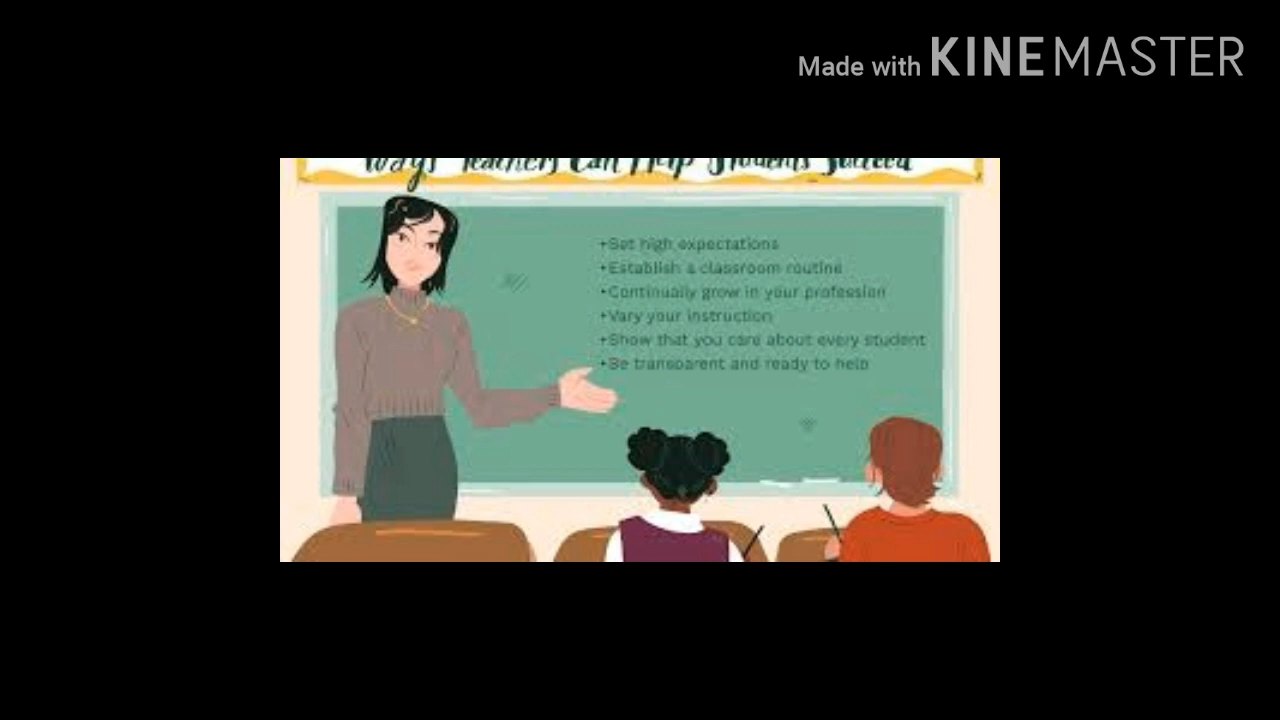 Made with KINEMASTER
Ways Teachers Can Help Students Succeed
•Set high expectations
•Establish a classroom routine
•Continually grow in your profession
•Vary your instruction
•Show that you care about every student
•Be transparent and ready to help